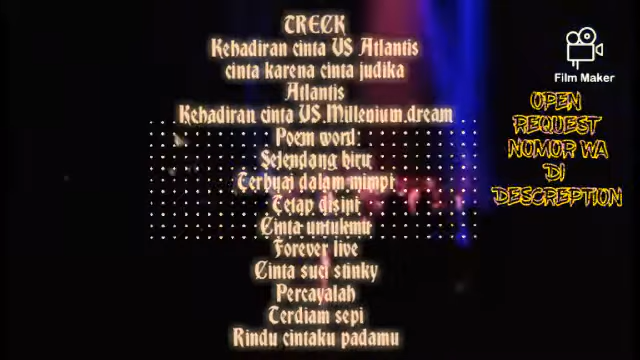 TRECK
Kehadiran cinta VS Atlantis
cinta karena cinta judika
Atlantis
Kehadiran cinta VS.Millenium.dream
Poem word
Selendang biru
Terbuai dalam mimpi
Tetap disini
Cinta untukmu
Forever live
Cinta suci stinky
Percayalah
Terdiam sepi
Rindu cintaku padamu
Film Maker
OPEN
REQUEST
NOMOR WA
DI
DESCREPTION